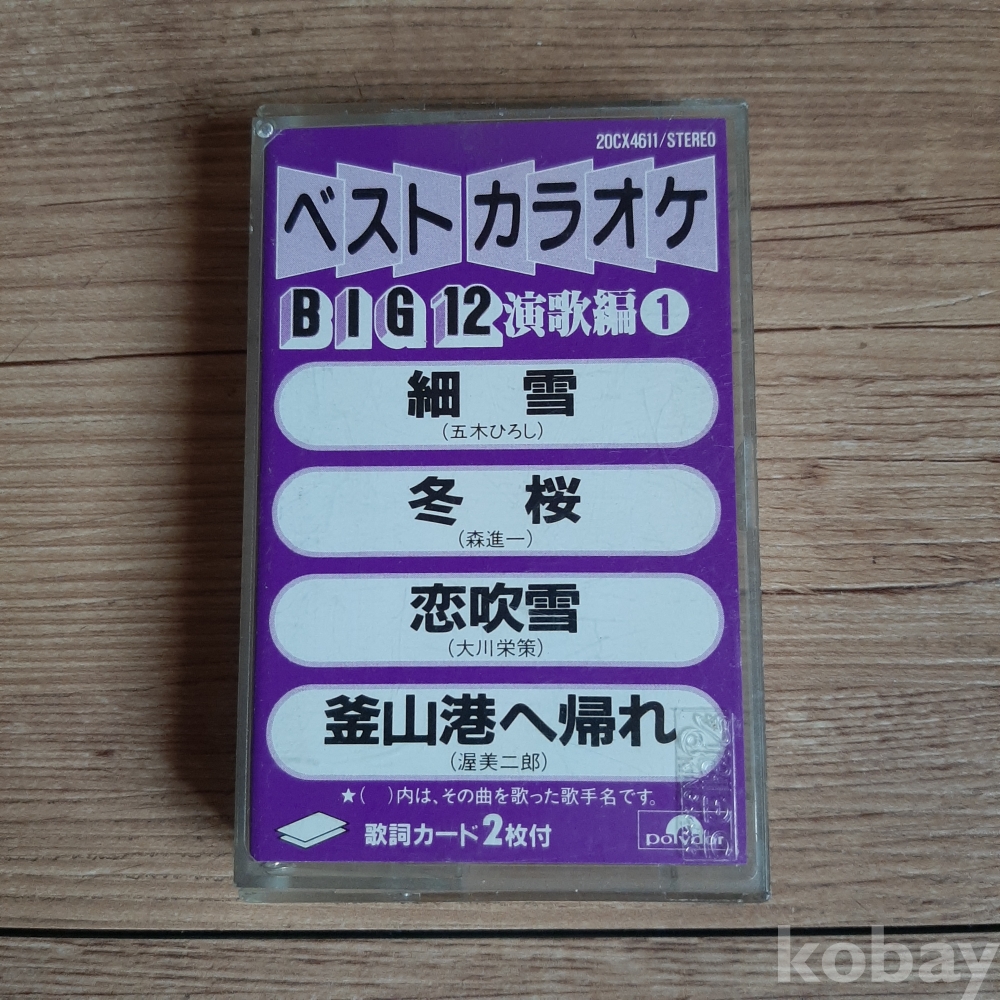 20CX4611/STEREO
ベスト カラオケ
BIG 12 演歌編❶
細雪
(五木ひろし)
冬桜
(森進一)
恋吹雪
(大川栄策)
釜山港へ帰れ
(渥美二郎)
★( )内は、その曲を歌った歌手名です。
歌詞カード2枚付
polydor
kobay